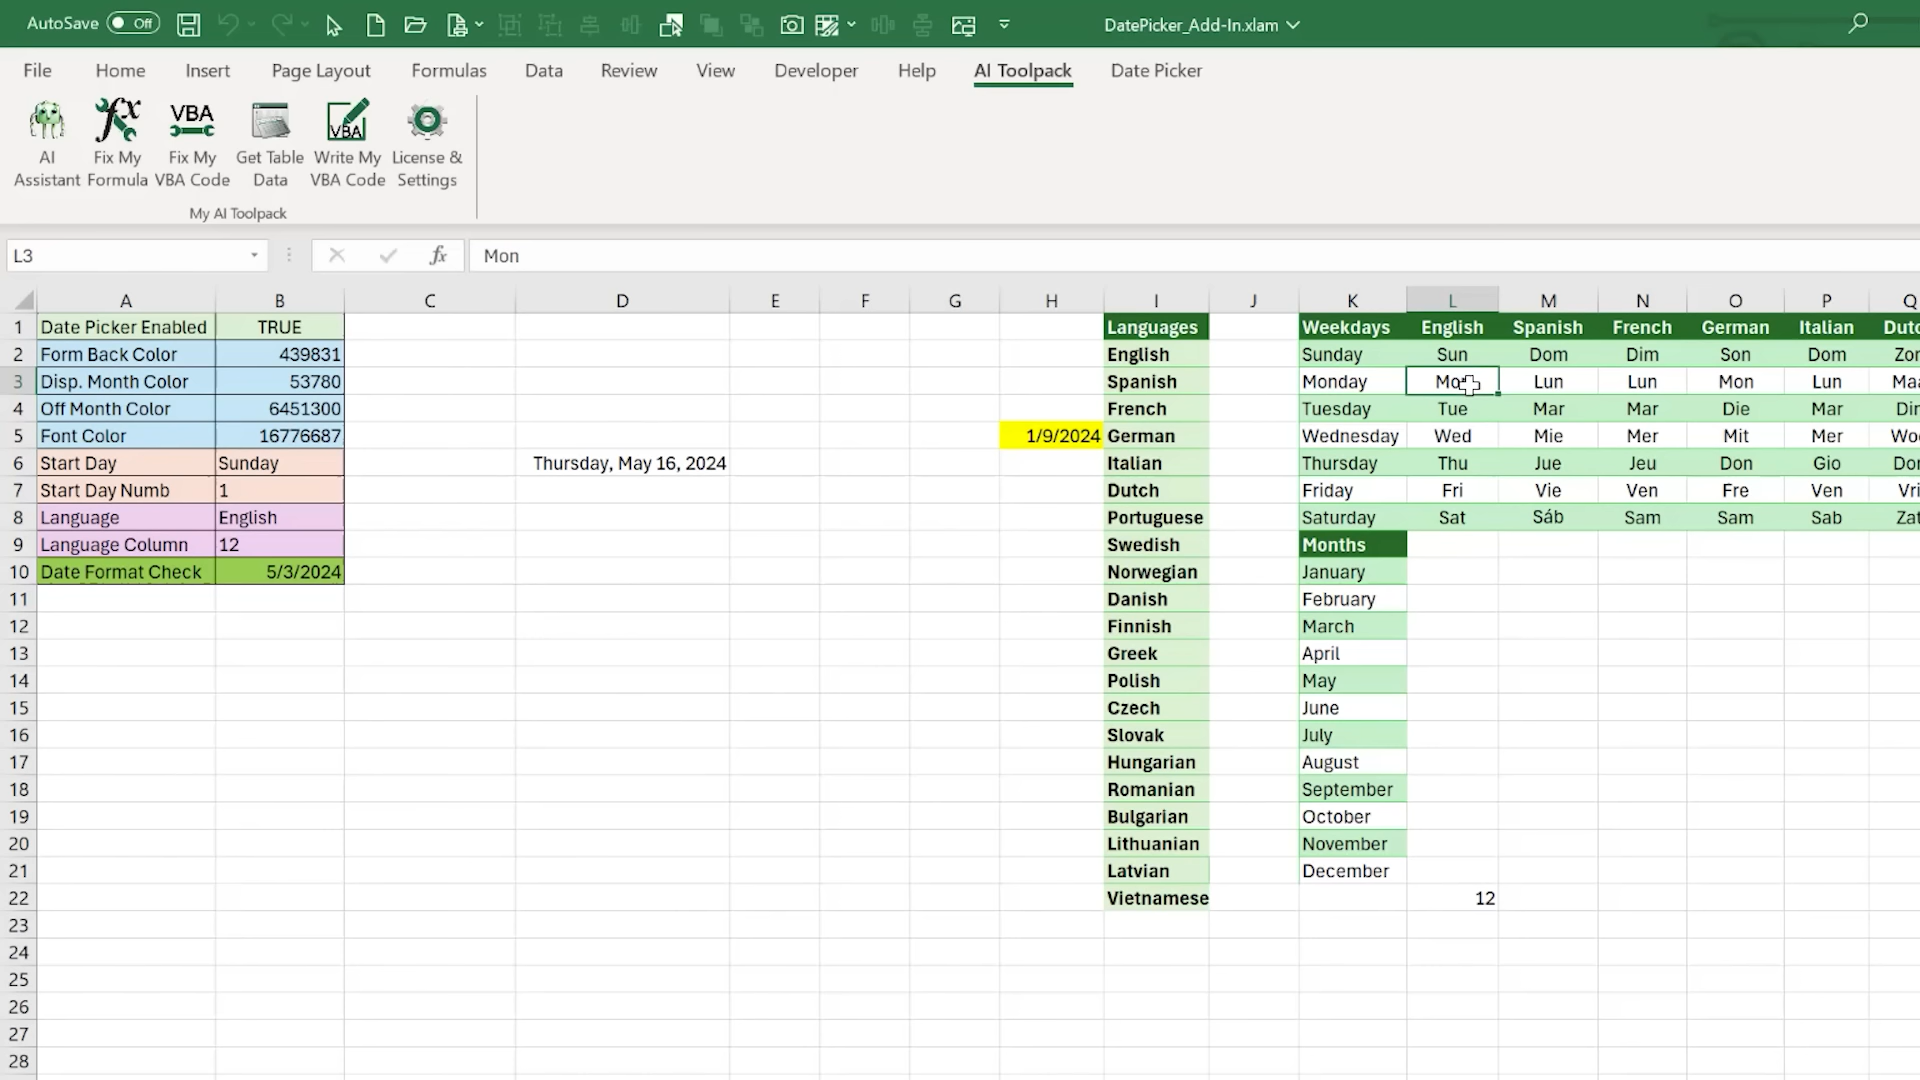 AutoSave Off DatePicker_Add-In.xlam
File Home Insert Page Layout Formulas Data Review View Developer Help AI Toolpack Date Picker
AI Assistant
Fix My Formula
Fix My VBA Code
Get Table Data
Write My VBA Code
License & Settings
My AI Toolpack
L3 fx Mon
A B C D E F G H I J K L M N O P Q
1 Date Picker Enabled TRUE Languages Weekdays English Spanish French German Italian Dutc
2 Form Back Color 439831 English Sunday Sun Dom Dim Son Dom Zon
3 Disp. Month Color 53780 Spanish Monday Mon Lun Lun Mon Lun Maa
4 Off Month Color 6451300 French Tuesday Tue Mar Mar Die Mar Din
5 Font Color 16776687 1/9/2024 German Wednesday Wed Mie Mer Mit Mer Woe
6 Start Day Sunday Thursday, May 16, 2024 Italian Thursday Thu Jue Jeu Don Gio Don
7 Start Day Numb 1 Dutch Friday Fri Vie Ven Fre Ven Vri
8 Language English Portuguese Saturday Sat Sáb Sam Sam Sab Zat
9 Language Column 12 Swedish Months
10 Date Format Check 5/3/2024 Norwegian January
11 Danish February
12 Finnish March
13 Greek April
14 Polish May
15 Czech June
16 Slovak July
17 Hungarian August
18 Romanian September
19 Bulgarian October
20 Lithuanian November
21 Latvian December
22 Vietnamese 12
23
24
25
26
27
28